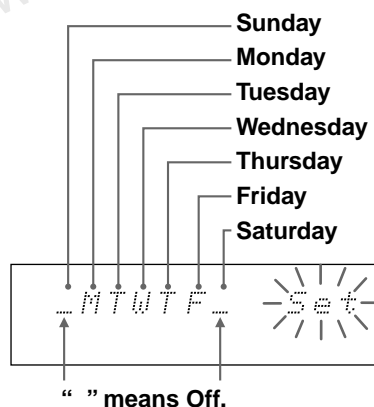 Sunday
Monday
Tuesday
Wednesday
Thursday
Friday
Saturday
_MTWTF_ Set
“ ” means Off.